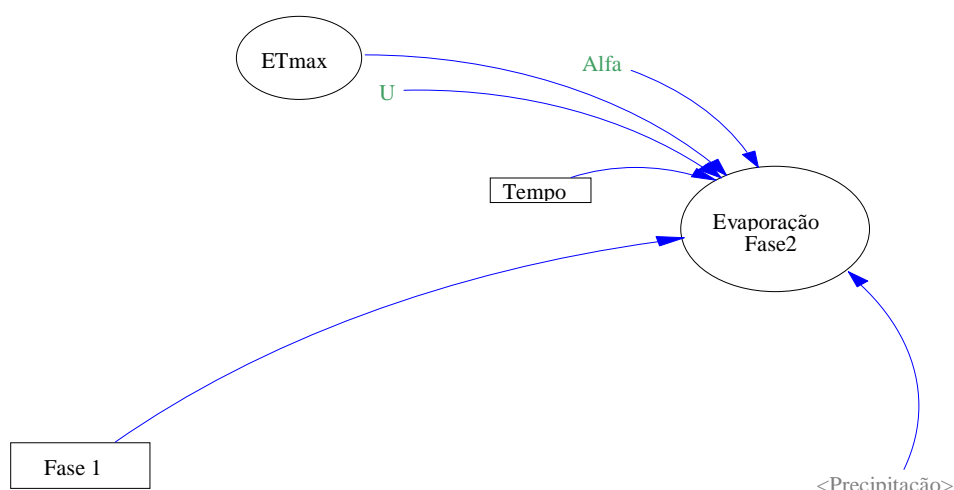 ETmax
Alfa
U
Tempo
Evaporação
Fase2
Fase 1
<Precipitação>